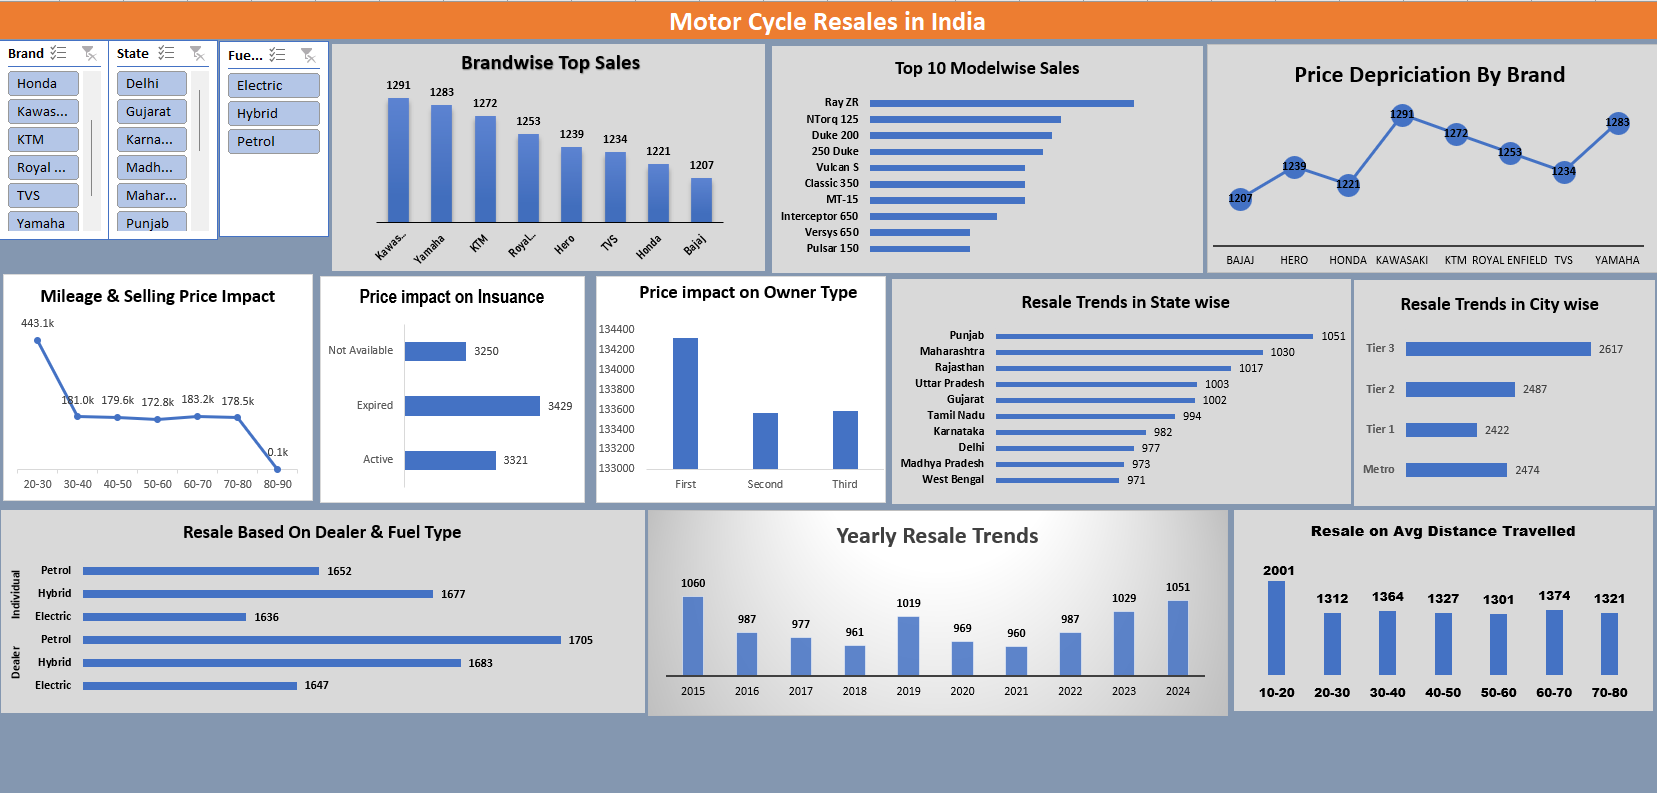 Motor Cycle Resales in India
Brand
Honda
Kawas...
KTM
Royal ...
TVS
Yamaha
State
Delhi
Gujarat
Karna...
Madh...
Mahar...
Punjab
Fue...
Electric
Hybrid
Petrol
Brandwise Top Sales
1291 1283 1272 1253 1239 1234 1221 1207
Kawas.. Yamaha KTM Royal.. Hero TVS Honda Bajaj
Top 10 Modelwise Sales
Ray ZR
NTorq 125
Duke 200
250 Duke
Vulcan S
Classic 350
MT-15
Interceptor 650
Versys 650
Pulsar 150
Price Depriciation By Brand
1207 1239 1221 1291 1272 1253 1234 1283
BAJAJ HERO HONDA KAWASAKI KTM ROYAL ENFIELD TVS YAMAHA
Mileage & Selling Price Impact
443.1k 181.0k 179.6k 172.8k 183.2k 178.5k 0.1k
20-30 30-40 40-50 50-60 60-70 70-80 80-90
Price impact on Insuance
Not Available 3250
Expired 3429
Active 3321
Price impact on Owner Type
134400
134200
134000
133800
133600
133400
133200
133000
First Second Third
Resale Trends in State wise
Punjab 1051
Maharashtra 1030
Rajasthan 1017
Uttar Pradesh 1003
Gujarat 1002
Tamil Nadu 994
Karnataka 982
Delhi 977
Madhya Pradesh 973
West Bengal 971
Resale Trends in City wise
Tier 3 2617
Tier 2 2487
Tier 1 2422
Metro 2474
Resale Based On Dealer & Fuel Type
Individual
Petrol 1652
Hybrid 1677
Electric 1636
Dealer
Petrol 1705
Hybrid 1683
Electric 1647
Yearly Resale Trends
1060 987 977 961 1019 969 960 987 1029 1051
2015 2016 2017 2018 2019 2020 2021 2022 2023 2024
Resale on Avg Distance Travelled
2001 1312 1364 1327 1301 1374 1321
10-20 20-30 30-40 40-50 50-60 60-70 70-80